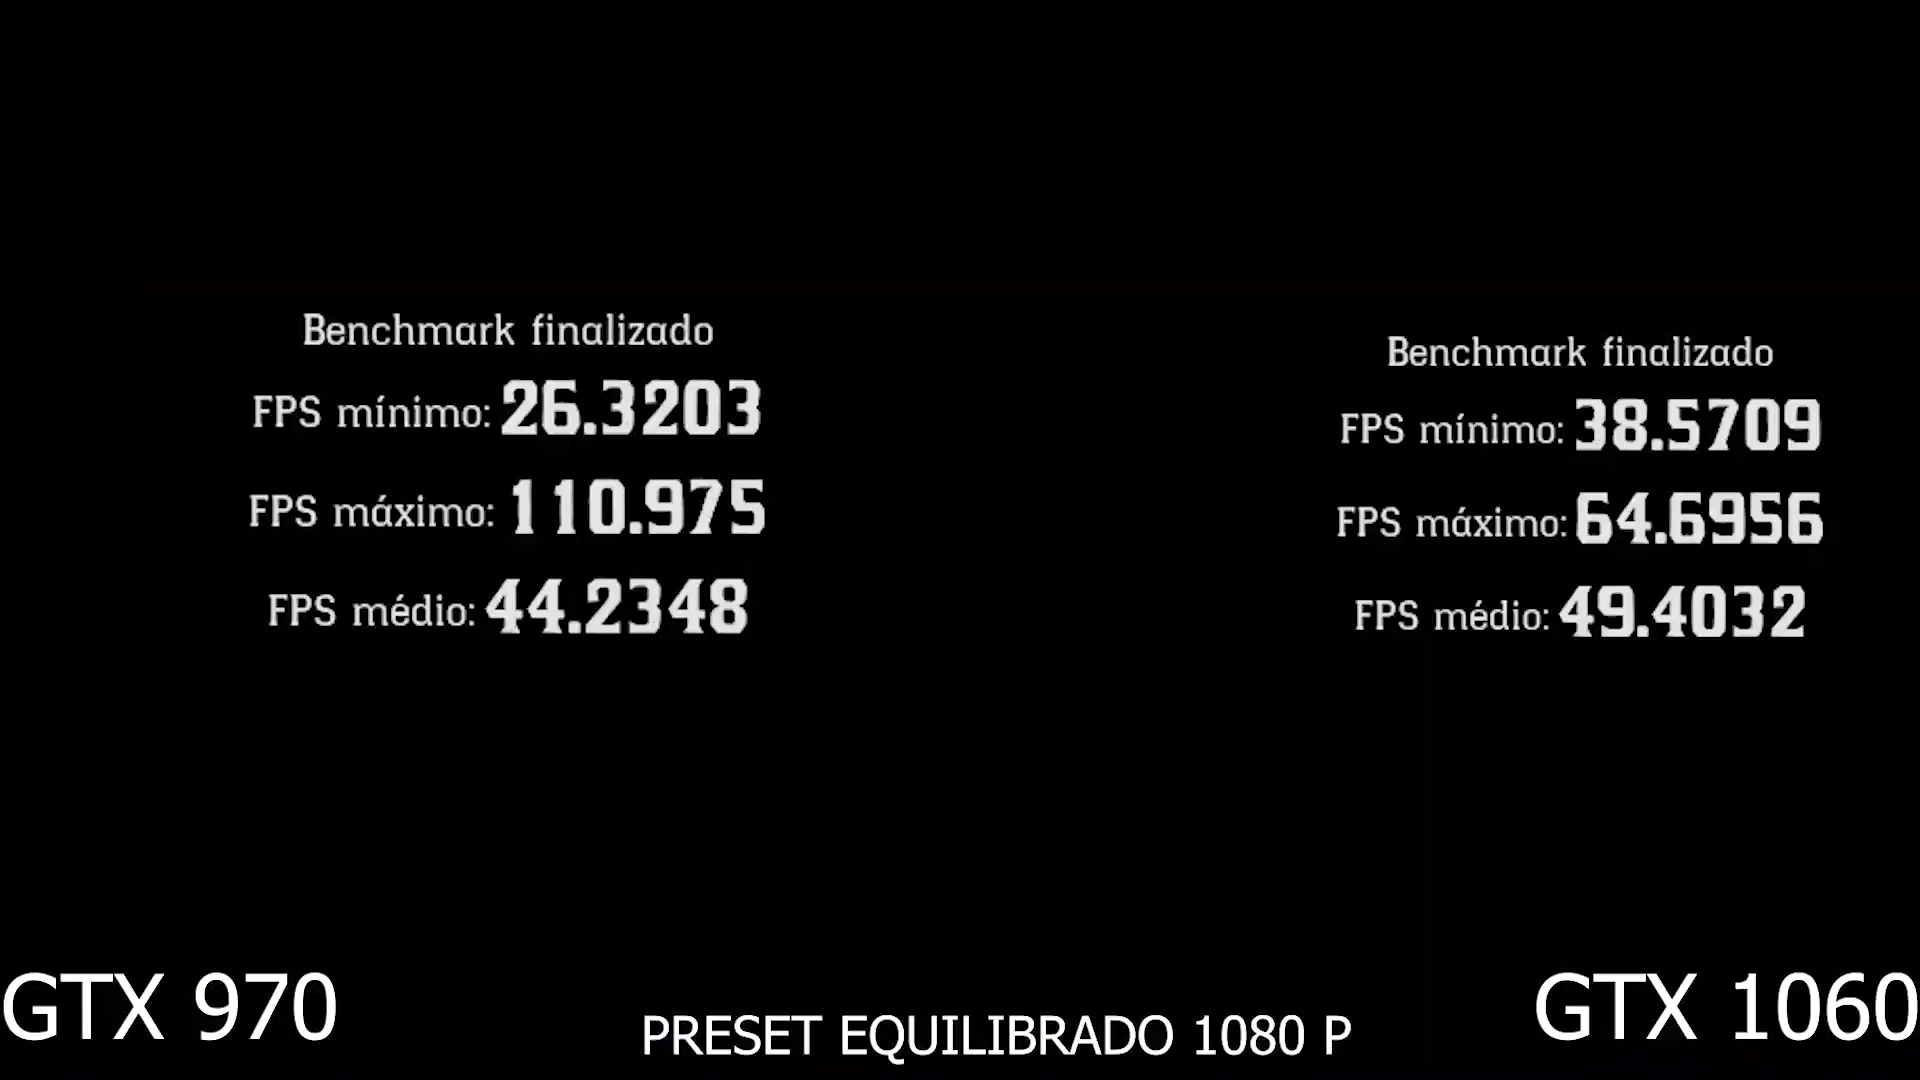 Benchmark finalizado
FPS mínimo: 26.3203
FPS máximo: 110.975
FPS médio: 44.2348
Benchmark finalizado
FPS mínimo: 38.5709
FPS máximo: 64.6956
FPS médio: 49.4032
GTX 970
PRESET EQUILIBRADO 1080 P
GTX 1060